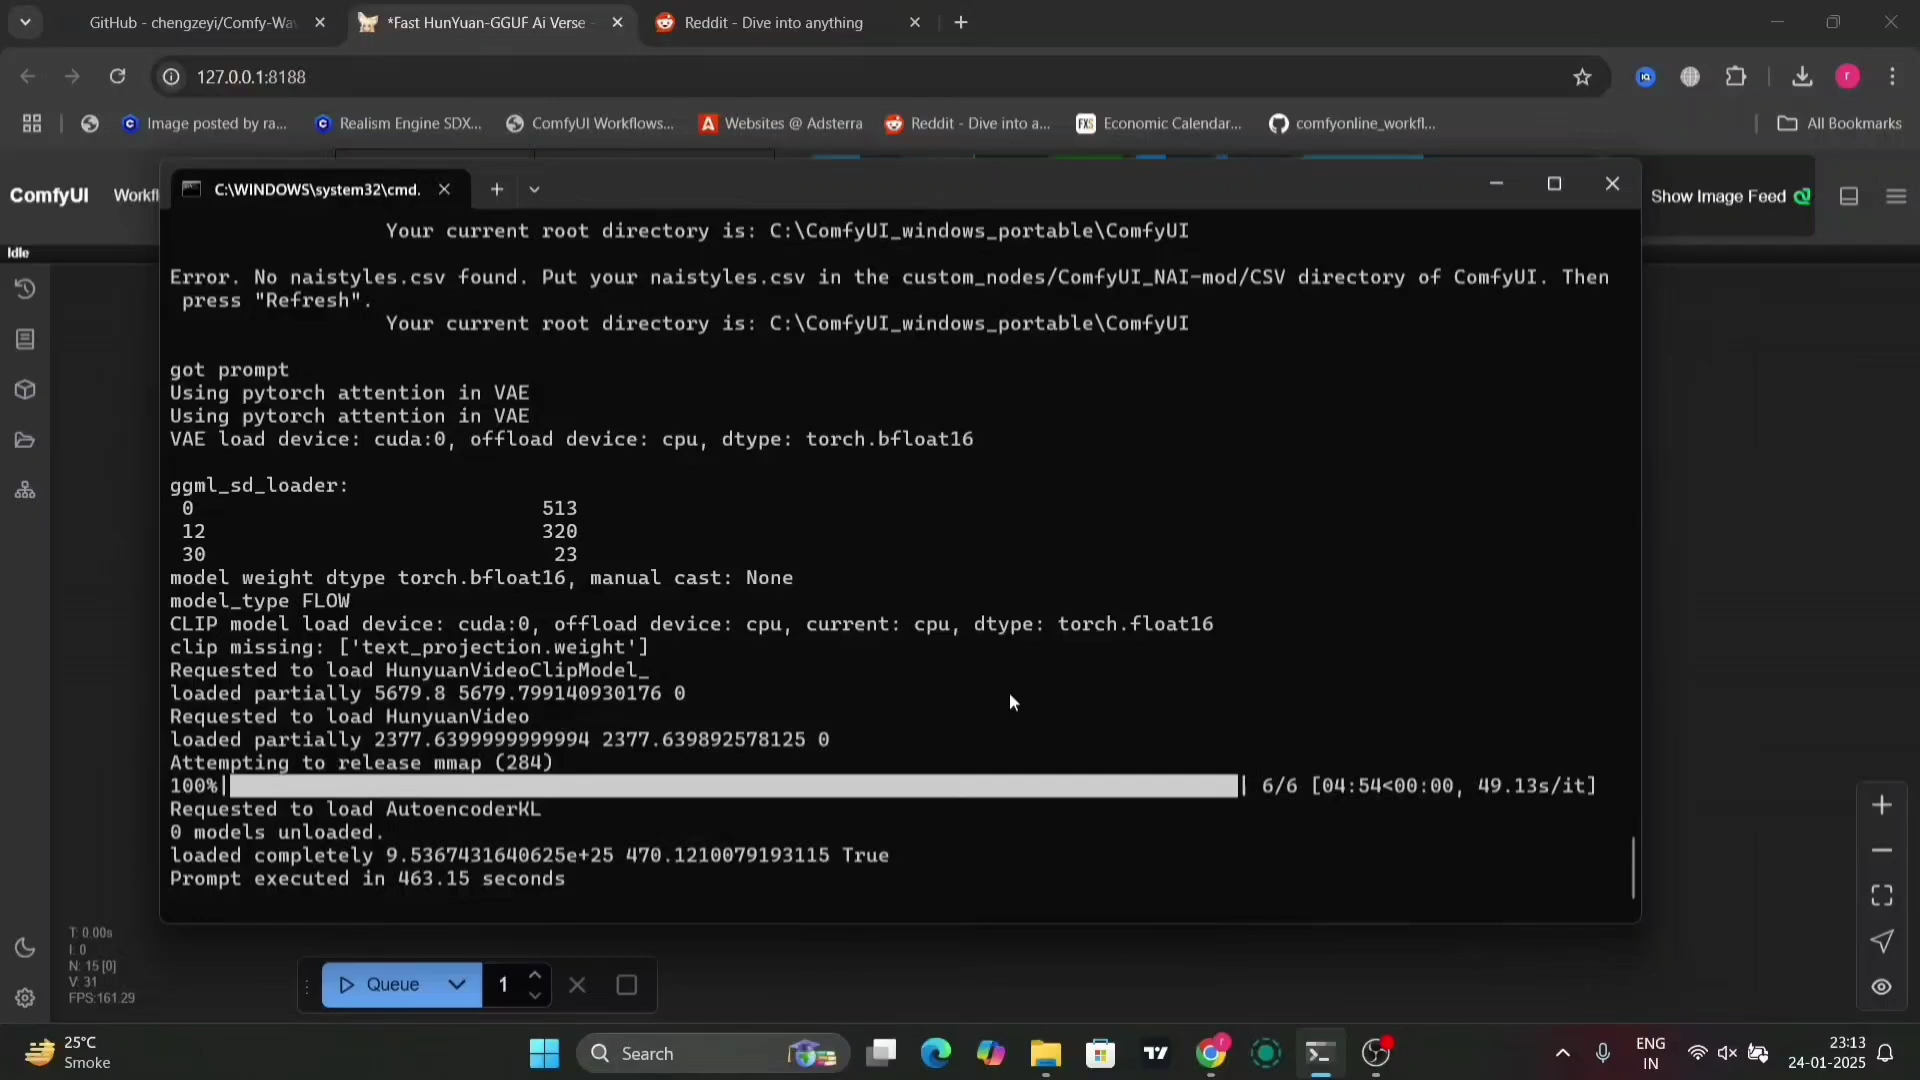 GitHub - chengzeyi/Comfy-Wa
*Fast HunYuan-GGUF Ai Verse -
Reddit - Dive into anything
127.0.0.1:8188
Image posted by ra...
Realism Engine SDX...
ComfyUI Workflows...
Websites @ Adsterra
Reddit - Dive into a...
Economic Calendar...
comfyonline_workfl...
All Bookmarks
ComfyUI
Workfl
C:\WINDOWS\system32\cmd.
Show Image Feed
Idle
Your current root directory is: C:\ComfyUI_windows_portable\ComfyUI
Error. No naistyles.csv found. Put your naistyles.csv in the custom_nodes/ComfyUI_NAI-mod/CSV directory of ComfyUI. Then
press "Refresh".
Your current root directory is: C:\ComfyUI_windows_portable\ComfyUI
got prompt
Using pytorch attention in VAE
Using pytorch attention in VAE
VAE load device: cuda:0, offload device: cpu, dtype: torch.bfloat16
ggml_sd_loader:
0 513
12 320
30 23
model weight dtype torch.bfloat16, manual cast: None
model_type FLOW
CLIP model load device: cuda:0, offload device: cpu, current: cpu, dtype: torch.float16
clip missing: ['text_projection.weight']
Requested to load HunyuanVideoClipModel_
loaded partially 5679.8 5679.799140930176 0
Requested to load HunyuanVideo
loaded partially 2377.6399999999994 2377.639892578125 0
Attempting to release mmap (284)
100%| | 6/6 [04:54<00:00, 49.13s/it]
Requested to load AutoencoderKL
0 models unloaded.
loaded completely 9.5367431640625e+25 470.1210079193115 True
Prompt executed in 463.15 seconds
T: 0.00s
I: 0
N: 15 [0]
V: 31
FPS:161.29
Queue
1
25°C
Smoke
Search
ENG
IN
23:13
24-01-2025